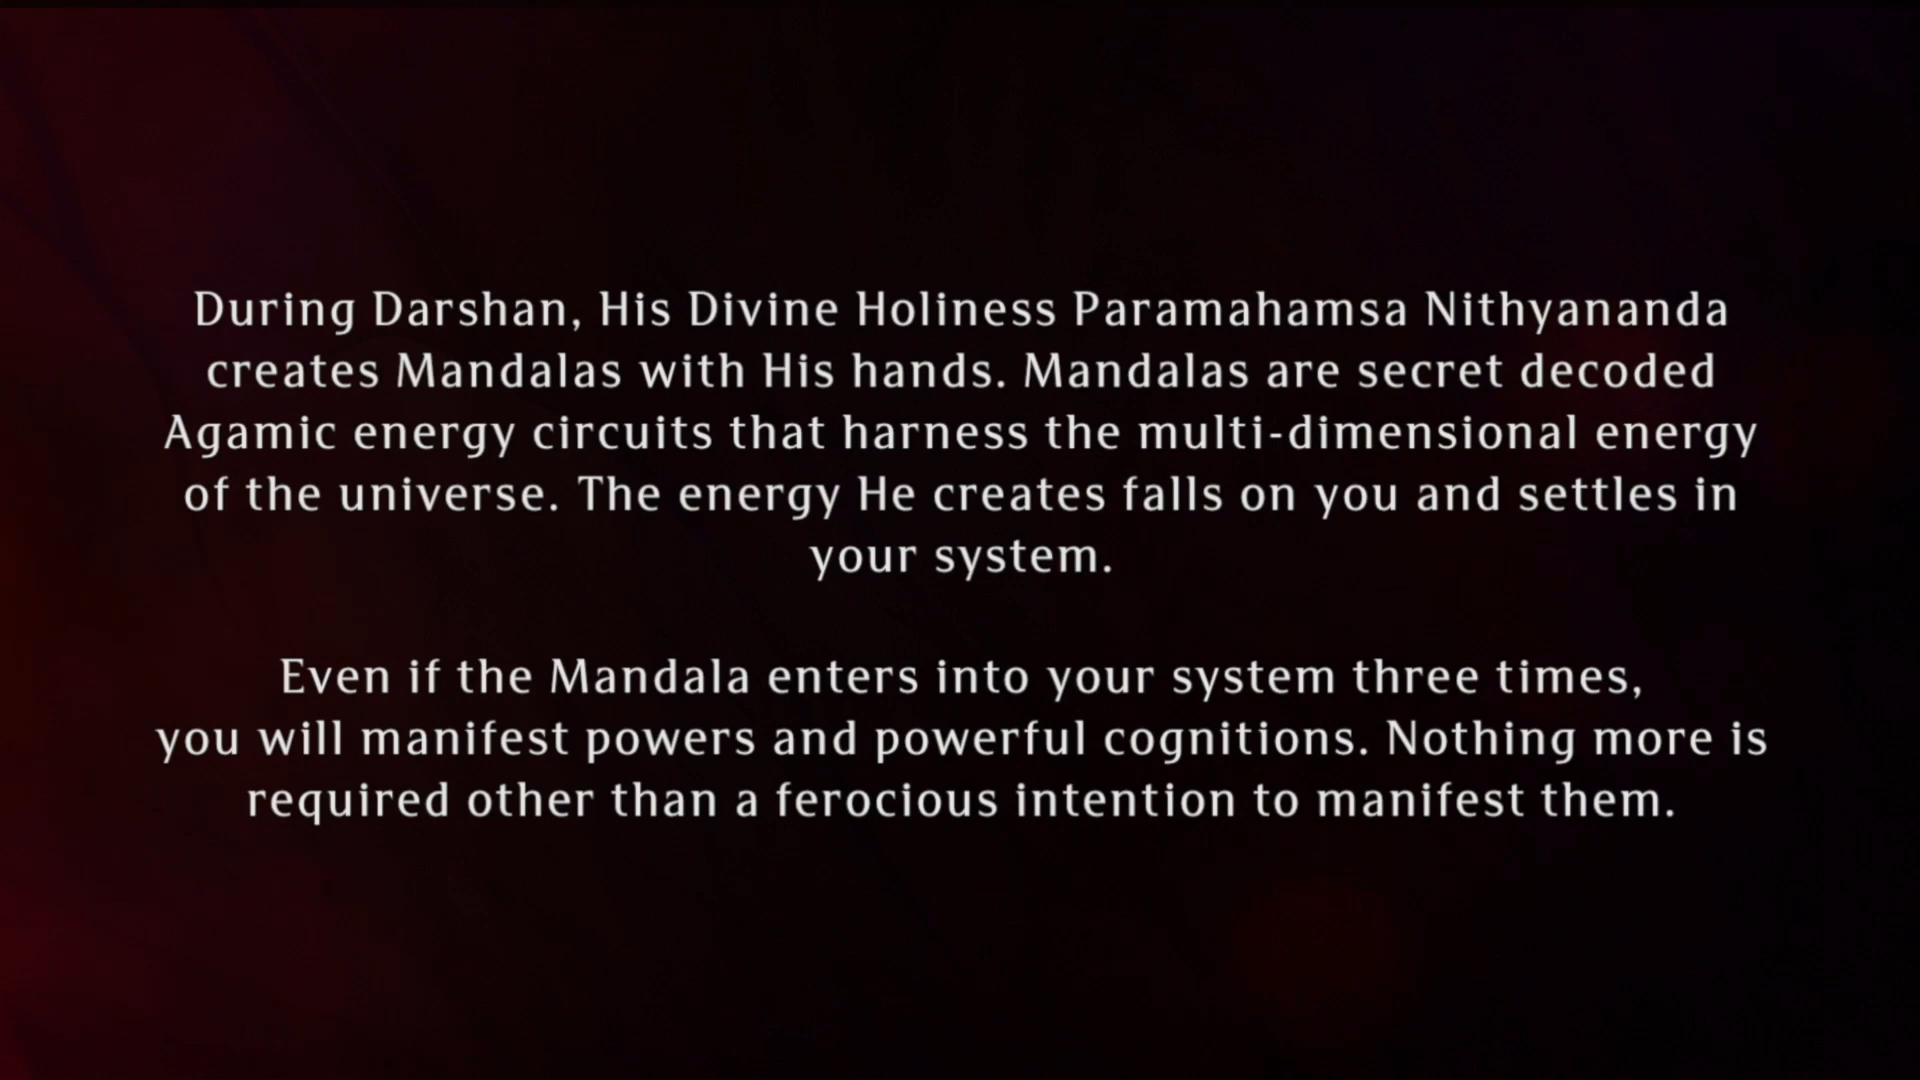 During Darshan, His Divine Holiness Paramahamsa Nithyananda
creates Mandalas with His hands. Mandalas are secret decoded
Agamic energy circuits that harness the multi-dimensional energy
of the universe. The energy He creates falls on you and settles in
your system.
Even if the Mandala enters into your system three times,
you will manifest powers and powerful cognitions. Nothing more is
required other than a ferocious intention to manifest them.